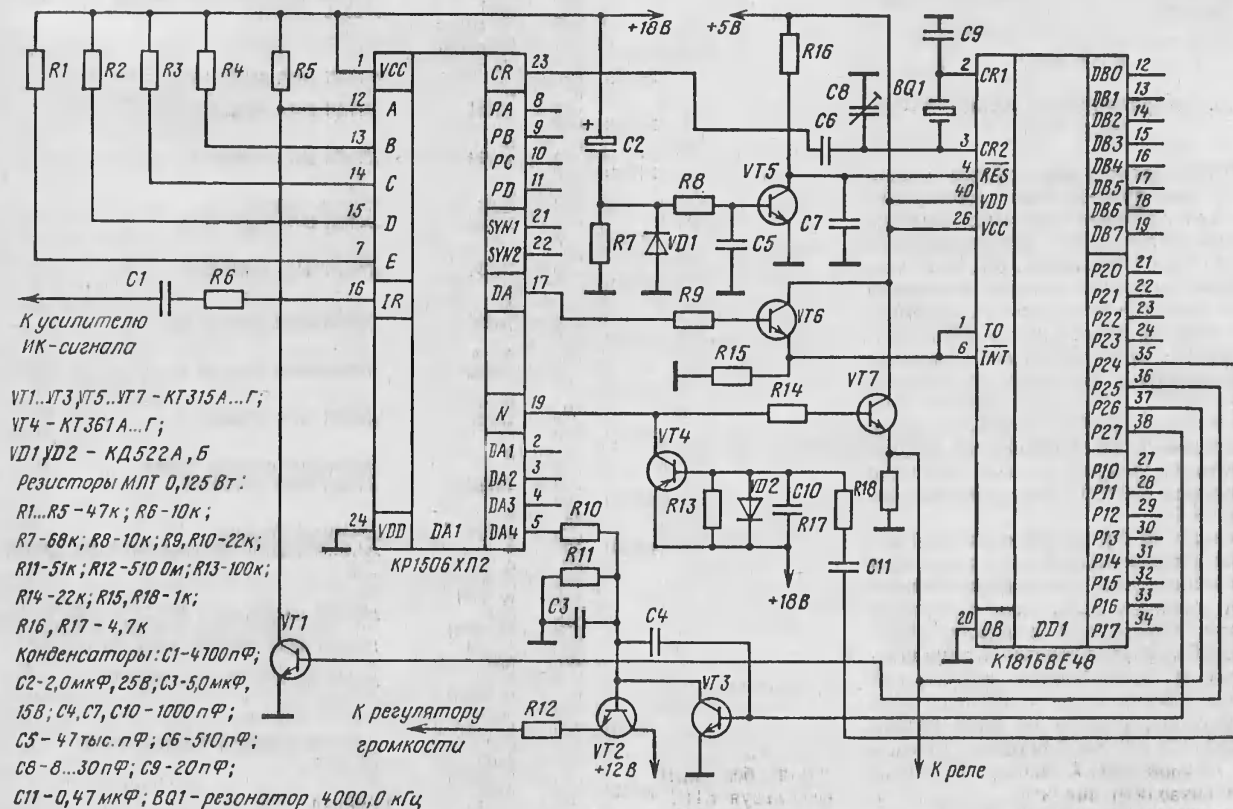 +18В
+5В
R1
R2
R3
R4
R5
1
VCC
12
A
13
B
14
C
15
D
7
E
16
IR
24
VDD
DA1
КР1506ХЛ2
CR
23
PA
8
PB
9
PC
10
PD
11
SYN1
21
SYN2
22
DA
17
N
19
DA1
2
DA2
3
DA3
4
DA4
5
C1
R6
К усилителю
ИК-сигнала
+
C2
R7
VD1
R8
C5
VT5
R16
C7
C6
C8
BQ1
C9
R9
VT6
R15
R14
VT7
VT4
R13
VD2
C10
R17
R18
C11
+18В
R10
R11
C3
C4
VT1
VT2
VT3
R12
К регулятору
громкости
+12В
К реле
2
CR1
3
CR2
4
RES
40
VDD
26
VCC
1
TO
6
INT
20
OB
DD1
К1816ВЕ48
DB0
12
DB1
13
DB2
14
DB3
15
DB4
16
DB5
17
DB6
18
DB7
19
P20
21
P21
22
P22
23
P23
24
P24
35
P25
36
P26
37
P27
38
P10
27
P11
28
P12
29
P13
30
P14
31
P15
32
P16
33
P17
34
VT1...VT3, VT5...VT7 - КТ315А...Г;
VT4 - КТ361А...Г;
VD1, VD2 - КД522А, Б
Резисторы МЛТ 0,125 Вт:
R1...R5-47к; R6-10к;
R7-68к; R8-10к; R9, R10-22к;
R11-51к; R12-510 Ом; R13-100к;
R14-22к; R15, R18-1к;
R16, R17-4,7к
Конденсаторы: C1-4700пФ;
C2-2,0мкФ, 25В; C3-5,0мкФ,
15В; C4, C7, C10-1000пФ;
C5-47тыс.пФ; C6-510пФ;
C8-8...30пФ; C9-20пФ;
C11-0,47мкФ; BQ1-резонатор 4000,0 кГц